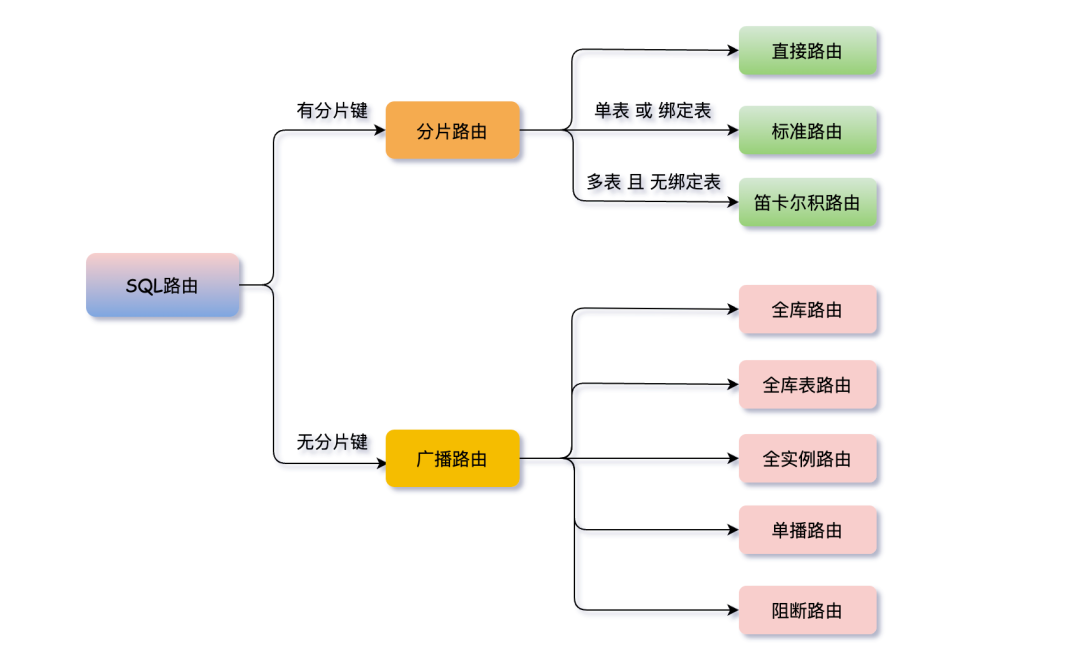 直接路由
有分片键
单表 或 绑定表
分片路由
标准路由
多表 且 无绑定表
笛卡尔积路由
SQL路由
全库路由
全库表路由
无分片键
广播路由
全实例路由
单播路由
阻断路由